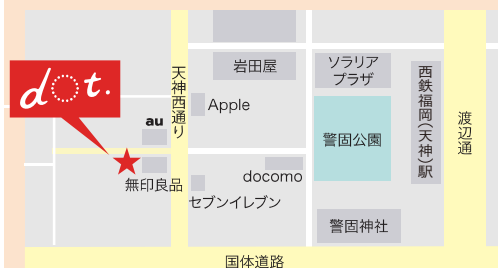 dot.
天神西通り
岩田屋
ソラリア
プラザ
西鉄福岡(天神)駅
渡辺通
Apple
au
警固公園
無印良品
docomo
セブンイレブン
警固神社
国体道路